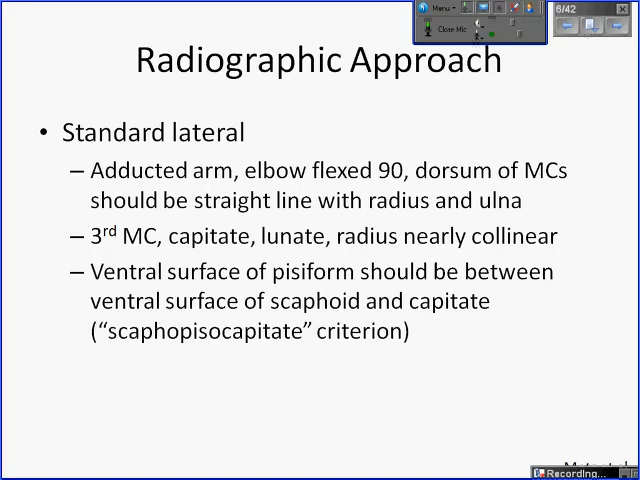 Menu
6/42
Close Mic
Radiographic Approach
• Standard lateral
– Adducted arm, elbow flexed 90, dorsum of MCs
should be straight line with radius and ulna
– 3rd MC, capitate, lunate, radius nearly collinear
– Ventral surface of pisiform should be between
ventral surface of scaphoid and capitate
(“scaphopisocapitate” criterion)
Recording...